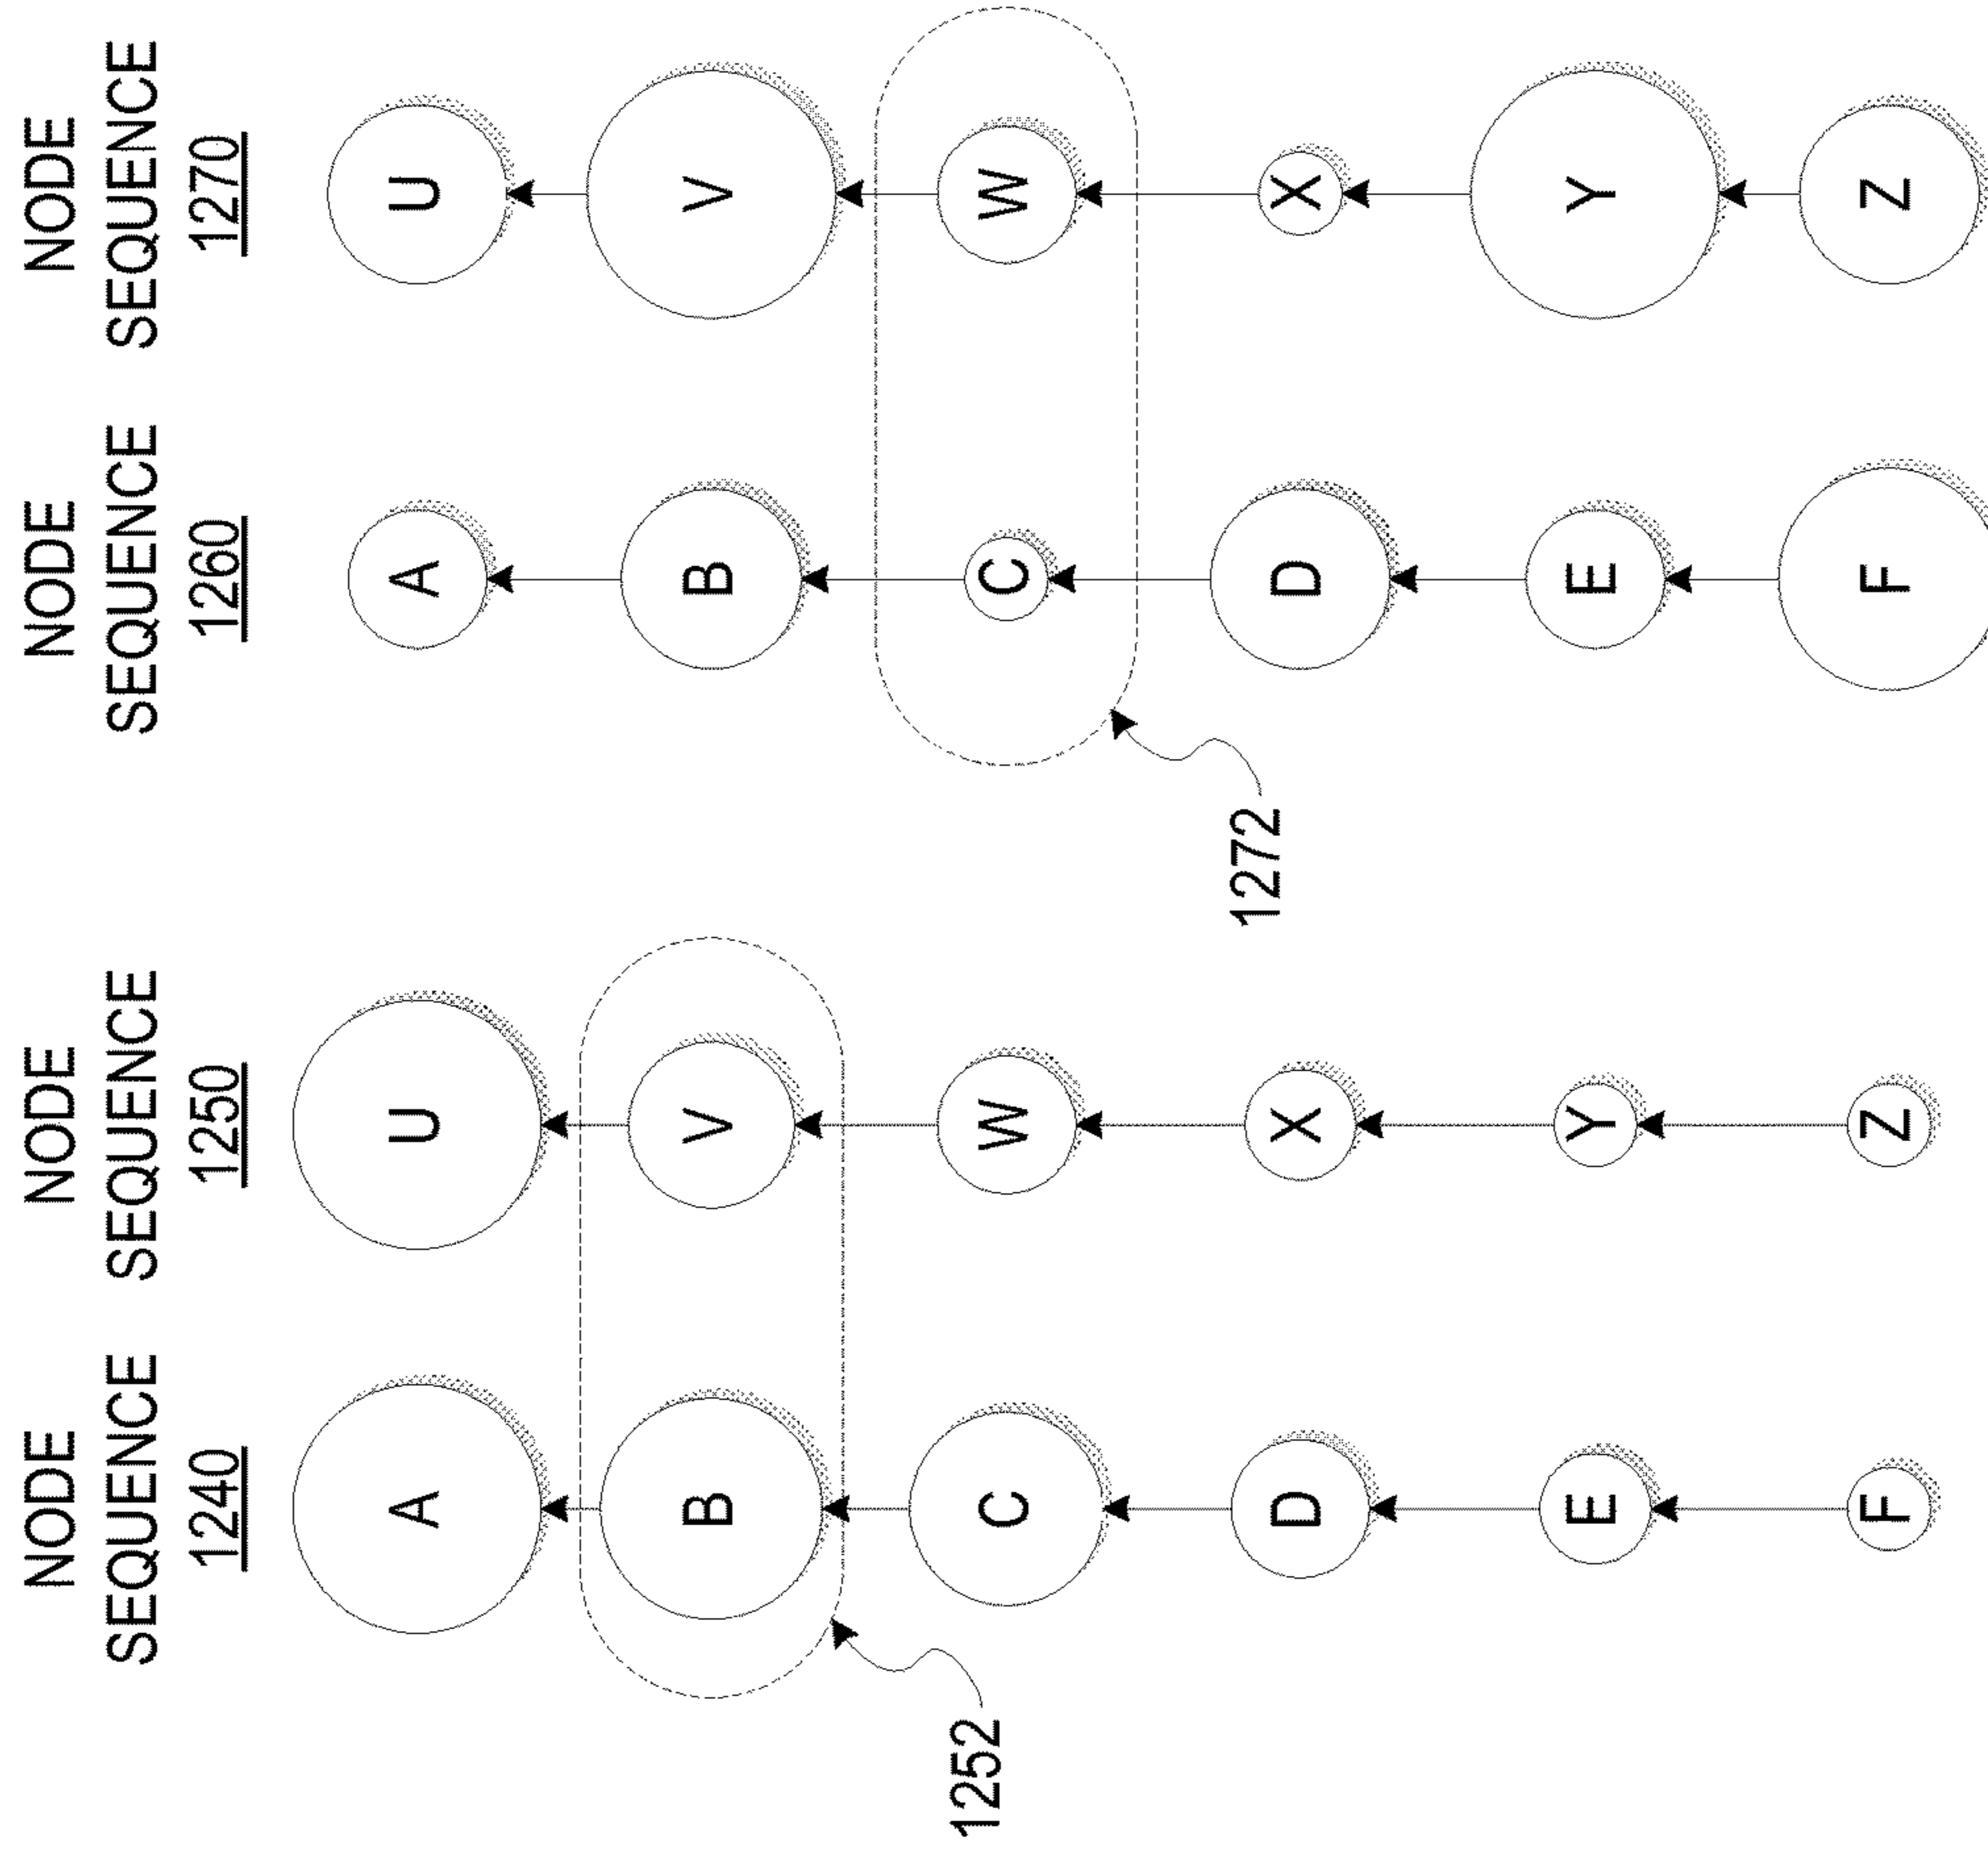 NODE
SEQUENCE
1240
A
B
C
D
E
F
1252
NODE
SEQUENCE
1250
U
V
W
X
Y
Z
NODE
SEQUENCE
1260
A
B
C
D
E
F
1272
NODE
SEQUENCE
1270
U
V
W
X
Y
Z